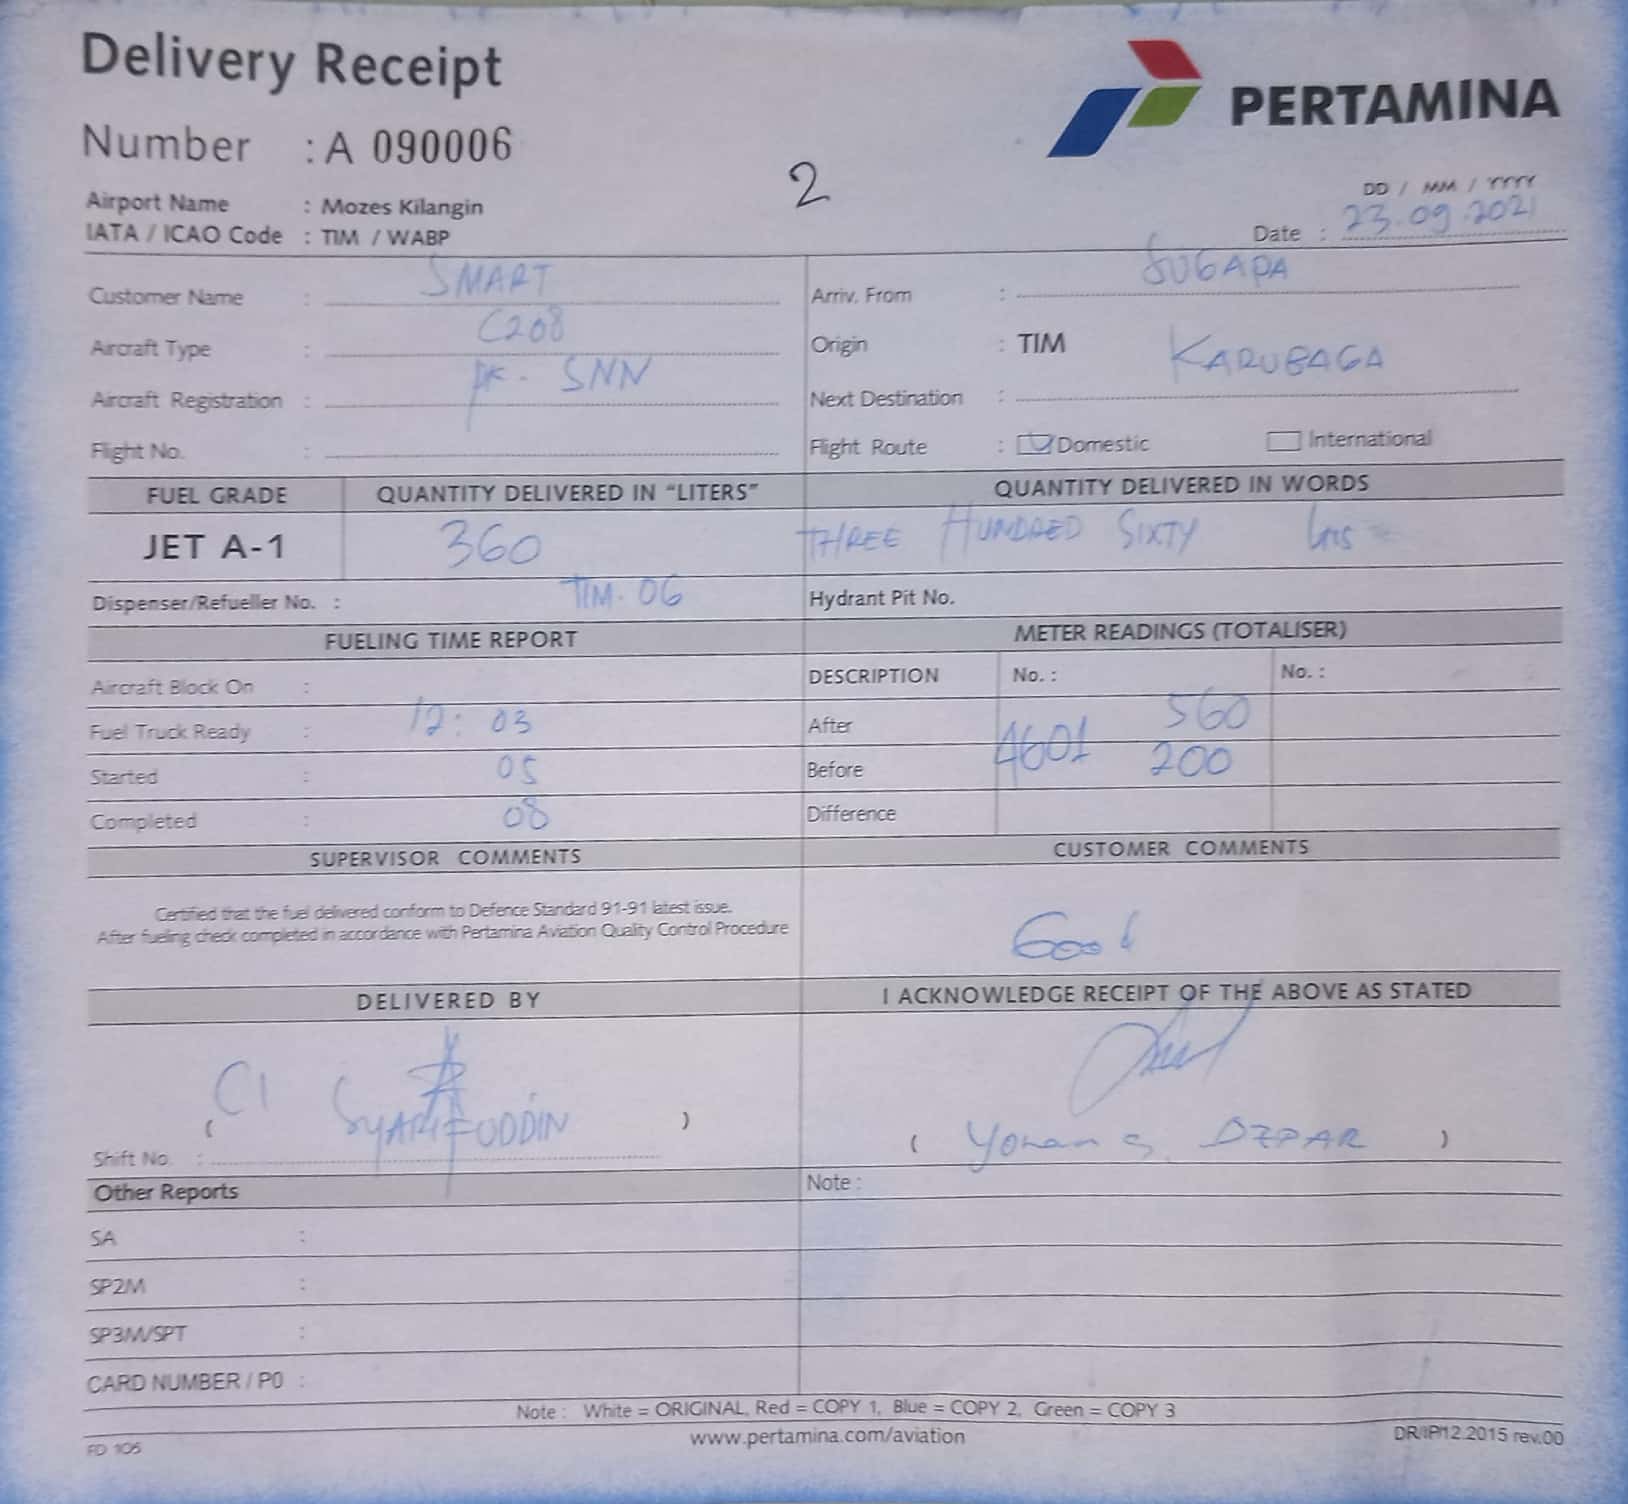 Delivery Receipt
PERTAMINA
Number : A 090006
2
Airport Name : Mozes Kilangin
IATA / ICAO Code : TIM / WABP
DD / MM / YYYY
Date : 23.09.2021
Customer Name : SMART
Arriv. From : SUGAPA
Aircraft Type : C208
Origin : TIM
Aircraft Registration : PK - SNN
Next Destination : KARUBAGA
Flight No. :
Flight Route : Domestic International
FUEL GRADE QUANTITY DELIVERED IN "LITERS" QUANTITY DELIVERED IN WORDS
JET A-1 360 THREE HUNDRED SIXTY
Dispenser/Refueller No. : TIM-06 Hydrant Pit No.
FUELING TIME REPORT METER READINGS (TOTALISER)
Aircraft Block On : DESCRIPTION No. : No. :
Fuel Truck Ready : 12: 03 After 560
Started : 05 Before 4601 200
Completed : 08 Difference
SUPERVISOR COMMENTS CUSTOMER COMMENTS
Certified that the fuel delivered conform to Defence Standard 91-91 latest issue.
After fueling check completed in accordance with Pertamina Aviation Quality Control Procedure
Good
DELIVERED BY I ACKNOWLEDGE RECEIPT OF THE ABOVE AS STATED
( C1 SYARIFUDDIN )
Shift No. :
Other Reports Note :
SA :
SP2M :
SP3M/SPT :
CARD NUMBER / P0 :
Note : White = ORIGINAL, Red = COPY 1, Blue = COPY 2, Green = COPY 3
www.pertamina.com/aviation
FD 105
DR/IP/12.2015 rev.00